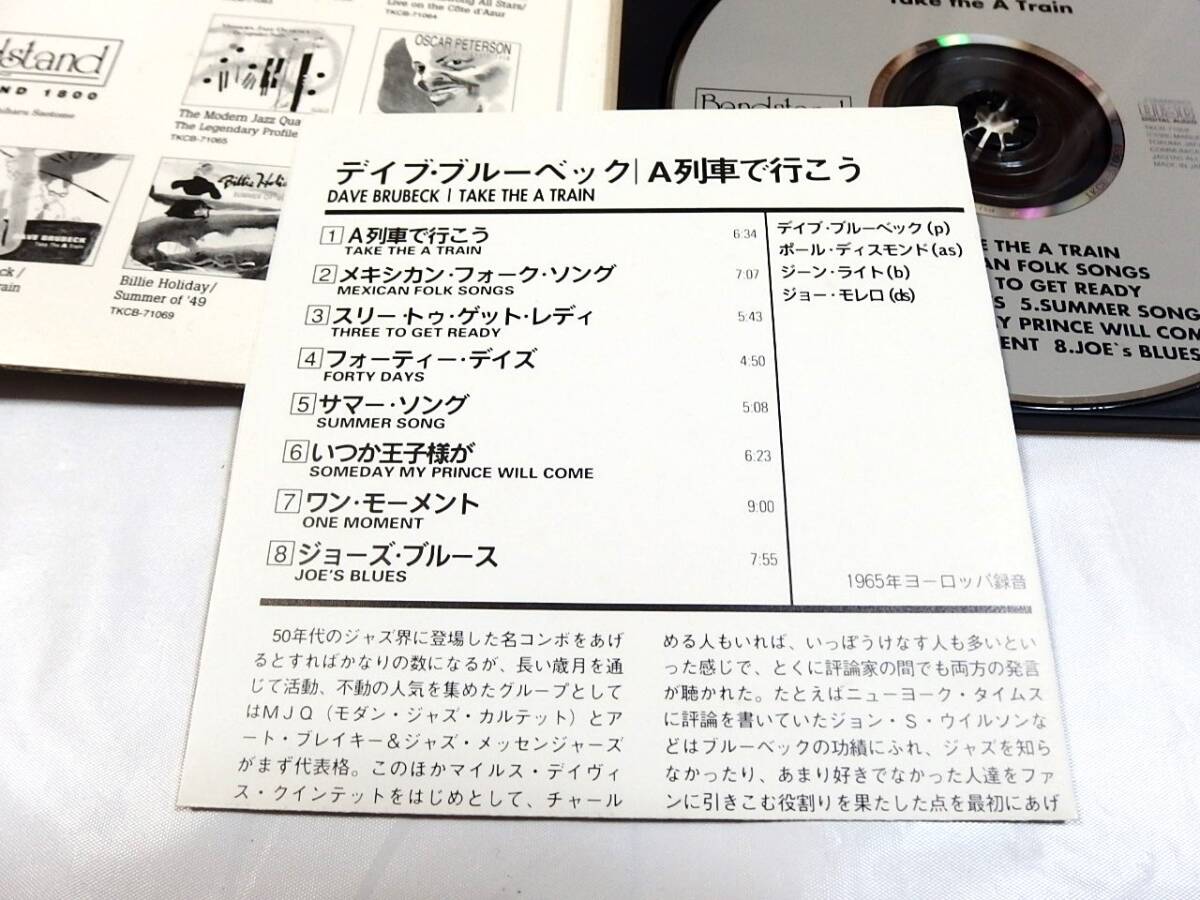 Live on the Côte d'Azur
TKCB-71064
OSCAR PETERSON
The Modern Jazz Qua
The Legendary Profile
TKCB-71065
DAVE BRUBECK
Take The A Train
Billie Holiday/
Summer of '49
TKCB-71069
Take the A Train
Bandstand
E THE A TRAIN
AN FOLK SONGS
TO GET READY
S 5.SUMMER SONG
Y PRINCE WILL COM
ENT 8.JOE`s BLUES
デイブ・ブルーベック|A列車で行こう
DAVE BRUBECK | TAKE THE A TRAIN
1 A列車で行こう 6:34
TAKE THE A TRAIN
2 メキシカン・フォーク・ソング 7:07
MEXICAN FOLK SONGS
3 スリー・トゥ・ゲット・レディ 5:43
THREE TO GET READY
4 フォーティー・デイズ 4:50
FORTY DAYS
5 サマー・ソング 5:08
SUMMER SONG
6 いつか王子様が 6:23
SOMEDAY MY PRINCE WILL COME
7 ワン・モーメント 9:00
ONE MOMENT
8 ジョーズ・ブルース 7:55
JOE'S BLUES
デイブ・ブルーベック(p)
ポール・ディスモンド(as)
ジーン・ライト(b)
ジョー・モレロ(ds)
1965年ヨーロッパ録音
50年代のジャズ界に登場した名コンボをあげ
るとすればかなりの数になるが、長い歳月を通
じて活動、不動の人気を集めたグループとして
はMJQ（モダン・ジャズ・カルテット）とア
ート・ブレイキー＆ジャズ・メッセンジャーズ
がまず代表格。このほかマイルス・デイヴィ
ス・クインテットをはじめとして、チャール
める人もいれば、いっぽうけなす人も多いとい
った感じで、とくに評論家の間でも両方の発言
が聴かれた。たとえばニューヨーク・タイムス
に評論を書いていたジョン・S・ウイルソンな
どはブルーベックの功績にふれ、ジャズを知ら
なかったり、あまり好きでなかった人達をファ
ンに引きこむ役割りを果たした点を最初にあげ